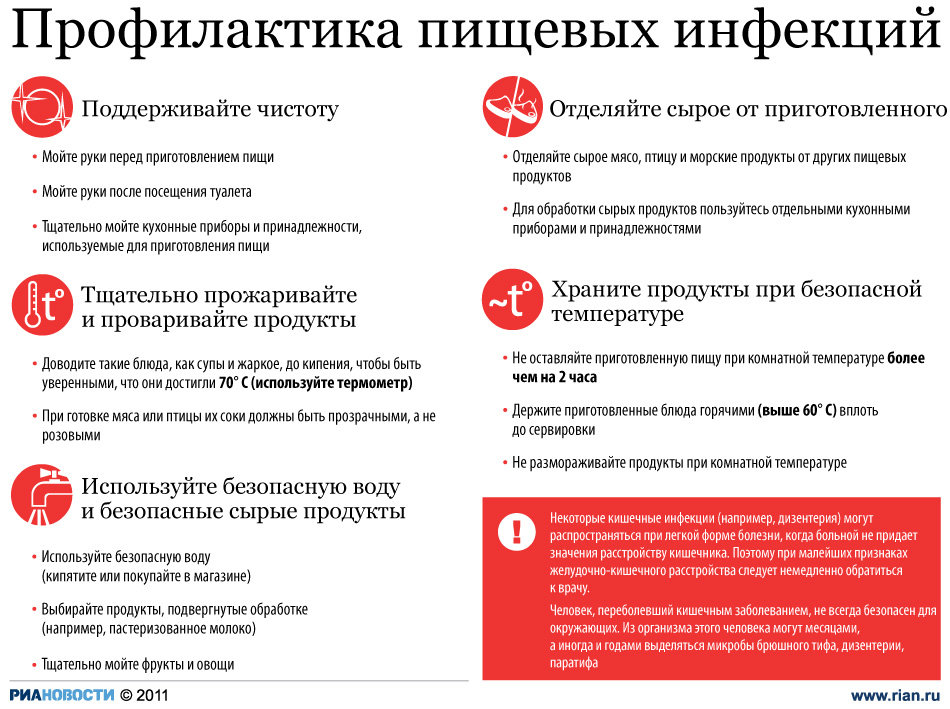 Профилактика пищевых инфекций
Поддерживайте чистоту
• Мойте руки перед приготовлением пищи
• Мойте руки после посещения туалета
• Тщательно мойте кухонные приборы и принадлежности,
используемые для приготовления пищи
Отделяйте сырое от приготовленного
• Отделяйте сырое мясо, птицу и морские продукты от других пищевых
продуктов
• Для обработки сырых продуктов пользуйтесь отдельными кухонными
приборами и принадлежностями
t°
Тщательно прожаривайте
и проваривайте продукты
• Доводите такие блюда, как супы и жаркое, до кипения, чтобы быть
уверенными, что они достигли 70° С (используйте термометр)
• При готовке мяса или птицы их соки должны быть прозрачными, а не
розовыми
~t°
Храните продукты при безопасной
температуре
• Не оставляйте приготовленную пищу при комнатной температуре более
чем на 2 часа
• Держите приготовленные блюда горячими (выше 60° С) вплоть
до сервировки
• Не размораживайте продукты при комнатной температуре
Используйте безопасную воду
и безопасные сырые продукты
• Используйте безопасную воду
(кипятите или покупайте в магазине)
• Выбирайте продукты, подвергнутые обработке
(например, пастеризованное молоко)
• Тщательно мойте фрукты и овощи
!
Некоторые кишечные инфекции (например, дизентерия) могут
распространяться при легкой форме болезни, когда больной не придает
значения расстройству кишечника. Поэтому при малейших признаках
желудочно-кишечного расстройства следует немедленно обратиться
к врачу.
Человек, переболевший кишечным заболеванием, не всегда безопасен для
окружающих. Из организма этого человека могут месяцами,
а иногда и годами выделяться микробы брюшного тифа, дизентерии,
паратифа
РИАНОВОСТИ © 2011
www.rian.ru